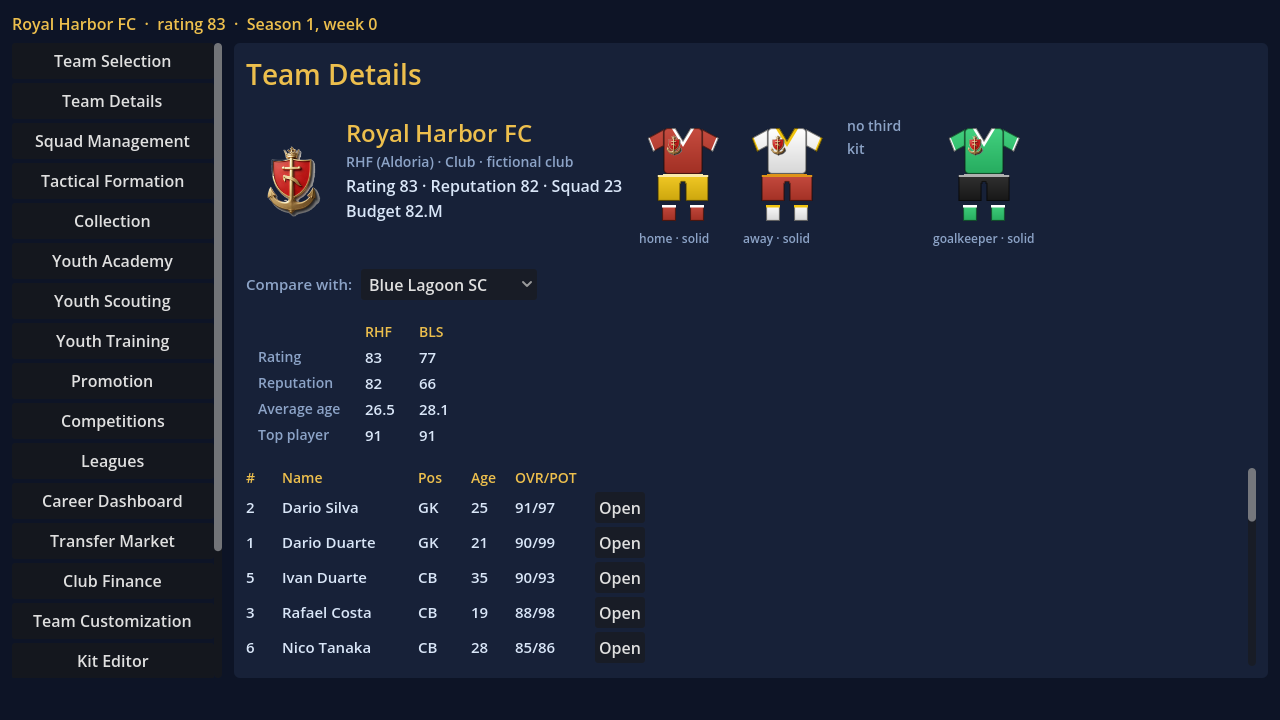 Royal Harbor FC · rating 83 · Season 1, week 0
Team Selection
Team Details
Squad Management
Tactical Formation
Collection
Youth Academy
Youth Scouting
Youth Training
Promotion
Competitions
Leagues
Career Dashboard
Transfer Market
Club Finance
Team Customization
Kit Editor
Team Details
Royal Harbor FC
RHF (Aldoria) · Club · fictional club
Rating 83 · Reputation 82 · Squad 23
Budget 82.M
home · solid
away · solid
no third
kit
goalkeeper · solid
Compare with: Blue Lagoon SC
RHF BLS
Rating 83 77
Reputation 82 66
Average age 26.5 28.1
Top player 91 91
# Name Pos Age OVR/POT
2 Dario Silva GK 25 91/97 Open
1 Dario Duarte GK 21 90/99 Open
5 Ivan Duarte CB 35 90/93 Open
3 Rafael Costa CB 19 88/98 Open
6 Nico Tanaka CB 28 85/86 Open